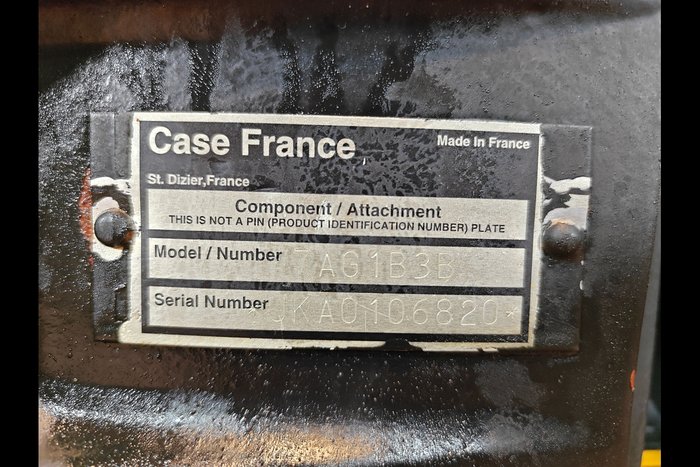 Case France
Made In France
St. Dizier,France
Component / Attachment
THIS IS NOT A PIN (PRODUCT IDENTIFICATION NUMBER) PLATE
Model / Number 7AG1B3B
Serial Number JKA0106820*